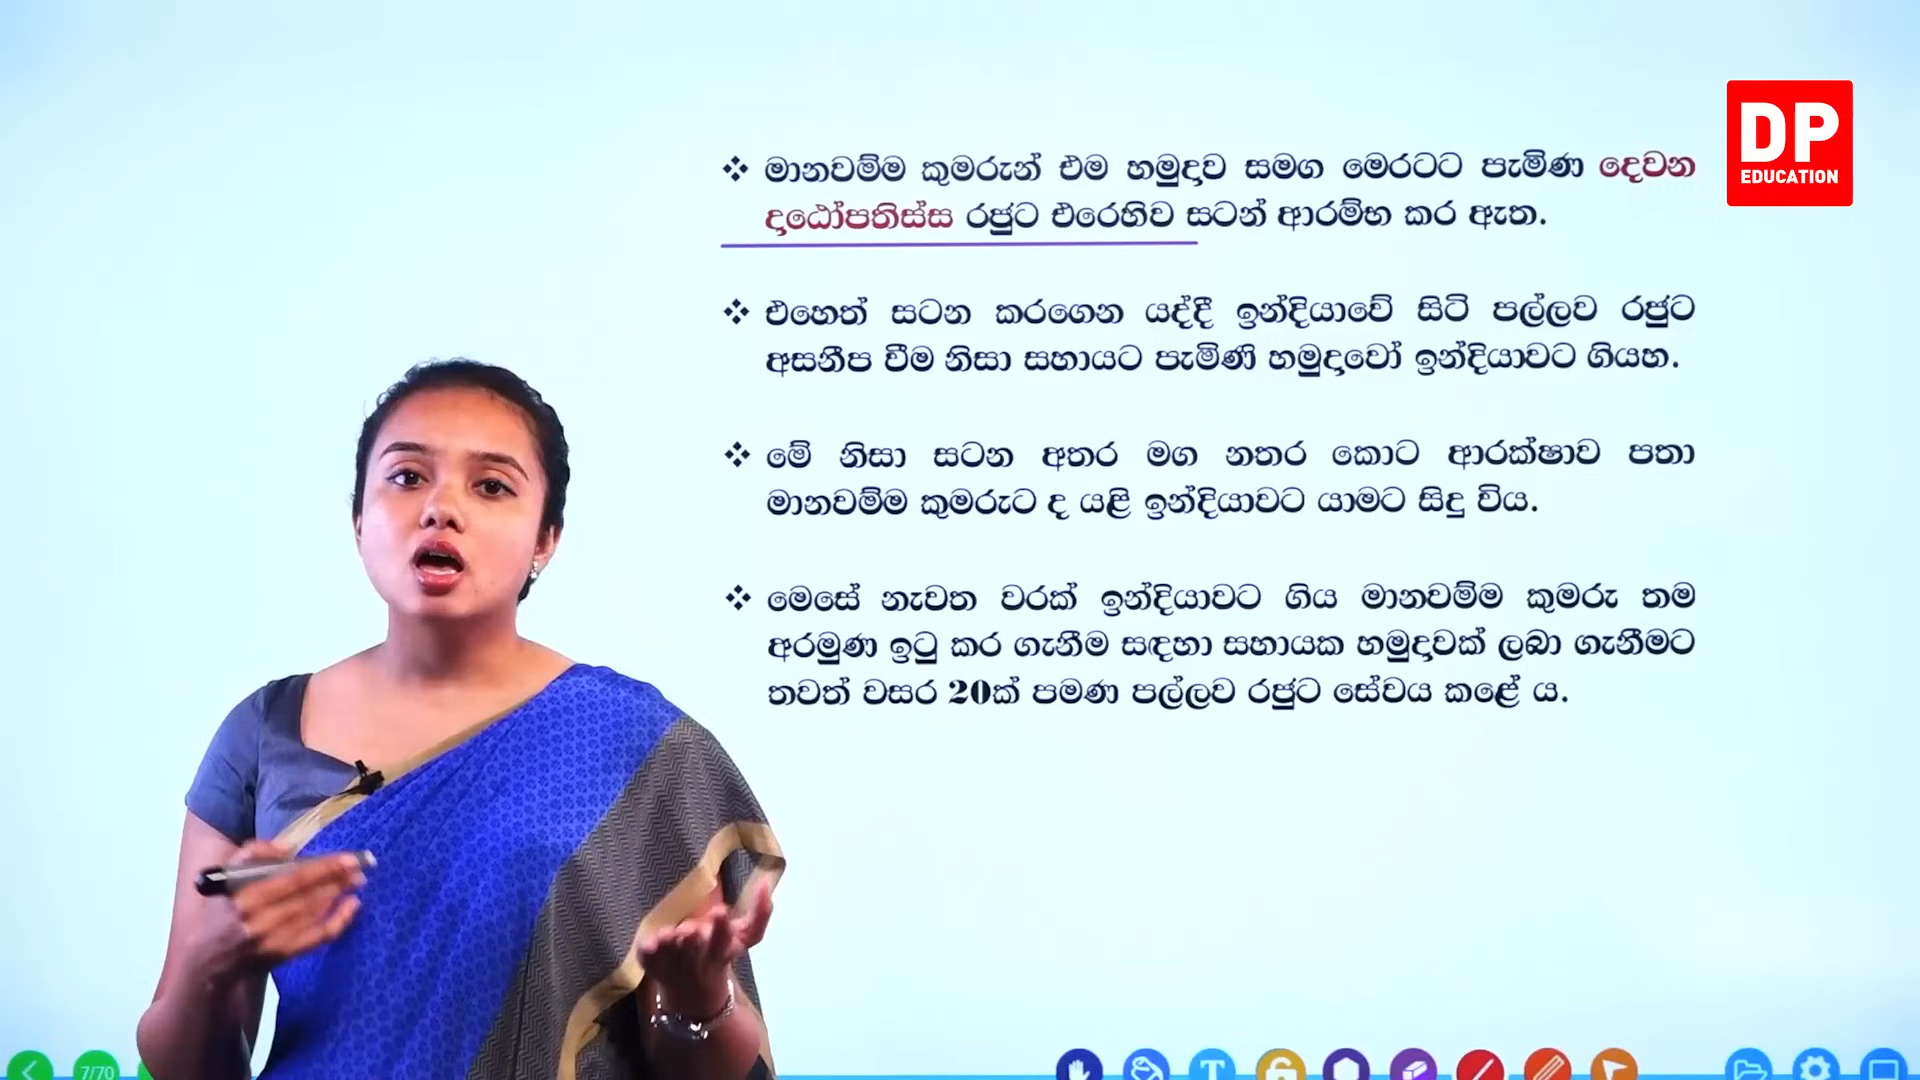 DP
EDUCATION
❖ මානවම්ම කුමරුන් එම හමුදාව සමග මෙරටට පැමිණ දෙවන
දාඨෝපතිස්ස රජුට එරෙහිව සටන් ආරම්භ කර ඇත.
❖ එහෙත් සටන කරගෙන යද්දී ඉන්දියාවේ සිටි පල්ලව රජුට
අසනීප වීම නිසා සහායට පැමිණි හමුදාවෝ ඉන්දියාවට ගියහ.
❖ මේ නිසා සටන අතර මග නතර කොට ආරක්ෂාව පතා
මානවම්ම කුමරුට ද යළි ඉන්දියාවට යාමට සිදු විය.
❖ මෙසේ නැවත වරක් ඉන්දියාවට ගිය මානවම්ම කුමරු තම
අරමුණ ඉටු කර ගැනීම සඳහා සහායක හමුදාවක් ලබා ගැනීමට
තවත් වසර 20ක් පමණ පල්ලව රජුට සේවය කළේ ය.
7/70